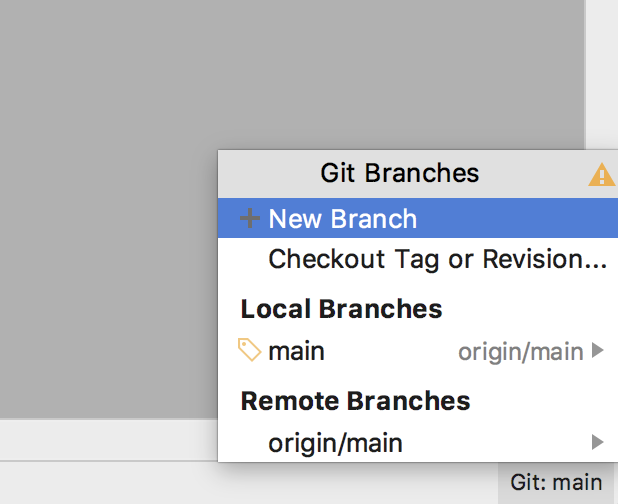 Git Branches
New Branch
Checkout Tag or Revision...
Local Branches
main origin/main
Remote Branches
origin/main
Git: main